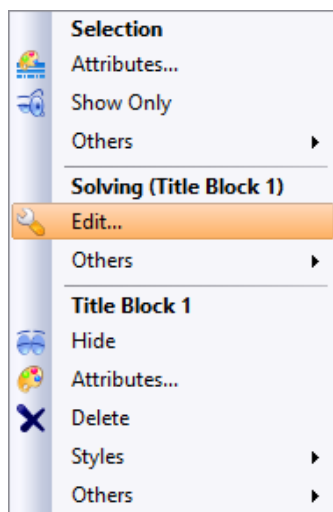 Selection
Attributes...
Show Only
Others
Solving (Title Block 1)
Edit...
Others
Title Block 1
Hide
Attributes...
Delete
Styles
Others